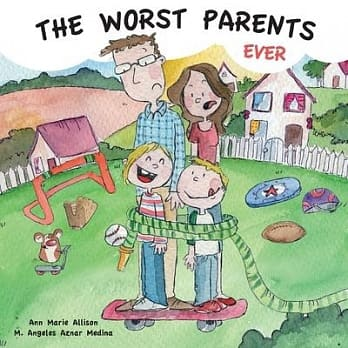 THE WORST PARENTS
EVER
Ann Marie Allison
M. Angeles Aznar Medina